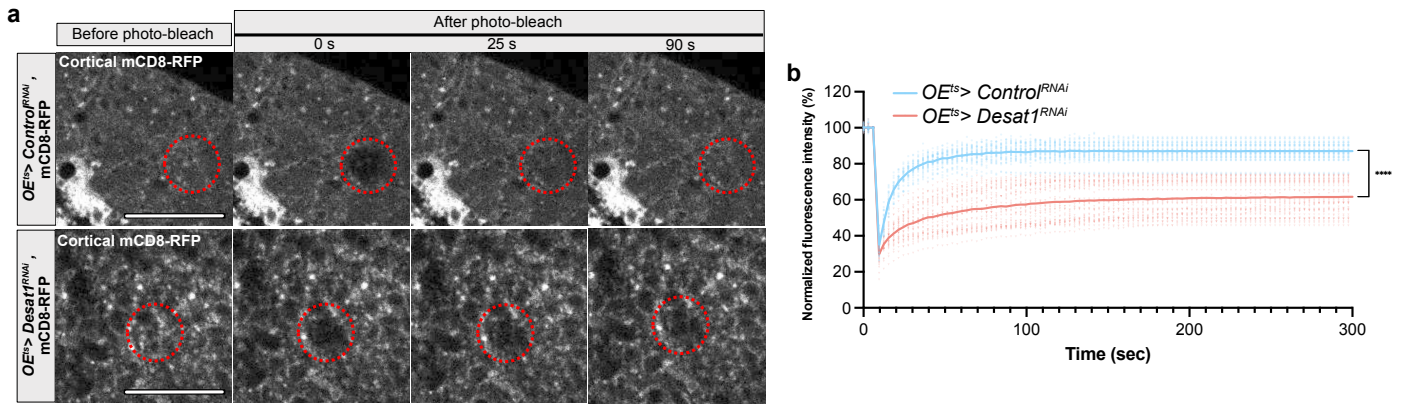 a
Before photo-bleach
After photo-bleach
0 s
25 s
90 s
OEᵗˢ> Controlᴿᴺᴬⁱ,
mCD8-RFP
Cortical mCD8-RFP
OEᵗˢ> Desat1ᴿᴺᴬⁱ,
mCD8-RFP
Cortical mCD8-RFP
b
OEᵗˢ> Controlᴿᴺᴬⁱ
OEᵗˢ> Desat1ᴿᴺᴬⁱ
Normalized fluorescence intensity (%)
120
100
80
60
40
20
0
0
100
200
300
Time (sec)
****